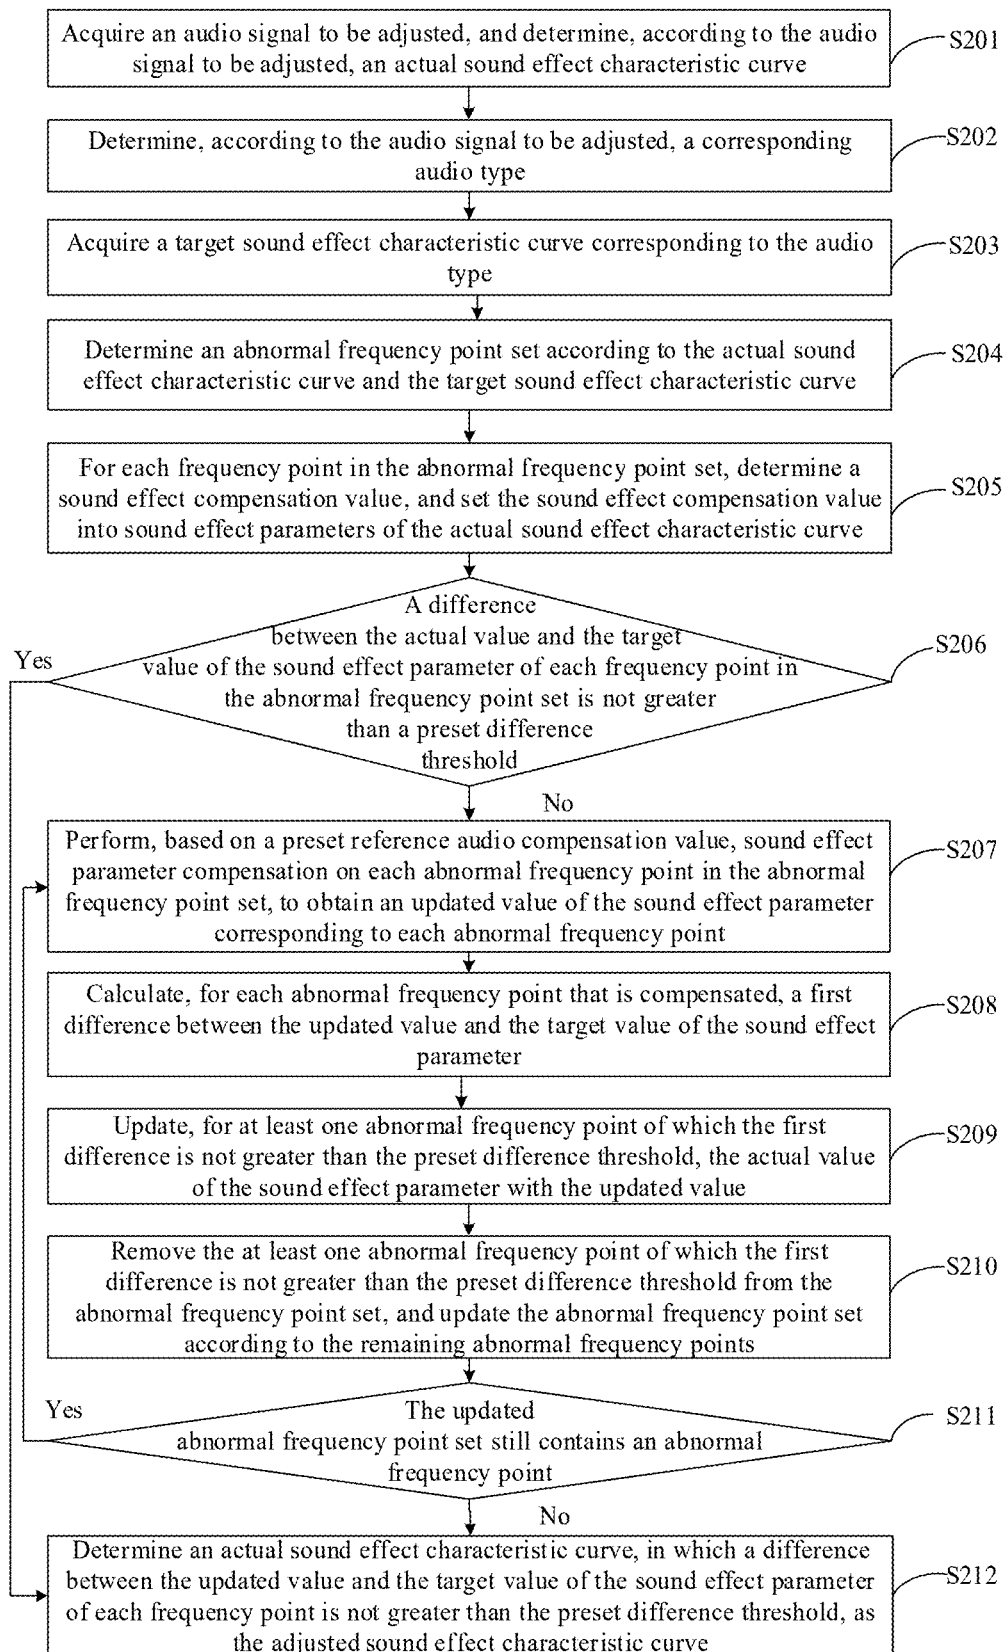 Acquire an audio signal to be adjusted, and determine, according to the audio
signal to be adjusted, an actual sound effect characteristic curve
S201
Determine, according to the audio signal to be adjusted, a corresponding
audio type
S202
Acquire a target sound effect characteristic curve corresponding to the audio
type
S203
Determine an abnormal frequency point set according to the actual sound
effect characteristic curve and the target sound effect characteristic curve
S204
For each frequency point in the abnormal frequency point set, determine a
sound effect compensation value, and set the sound effect compensation value
into sound effect parameters of the actual sound effect characteristic curve
S205
A difference
between the actual value and the target
value of the sound effect parameter of each frequency point in
the abnormal frequency point set is not greater
than a preset difference
threshold
S206
Yes
No
Perform, based on a preset reference audio compensation value, sound effect
parameter compensation on each abnormal frequency point in the abnormal
frequency point set, to obtain an updated value of the sound effect parameter
corresponding to each abnormal frequency point
S207
Calculate, for each abnormal frequency point that is compensated, a first
difference between the updated value and the target value of the sound effect
parameter
S208
Update, for at least one abnormal frequency point of which the first
difference is not greater than the preset difference threshold, the actual value
of the sound effect parameter with the updated value
S209
Remove the at least one abnormal frequency point of which the first
difference is not greater than the preset difference threshold from the
abnormal frequency point set, and update the abnormal frequency point set
according to the remaining abnormal frequency points
S210
Yes
The updated
abnormal frequency point set still contains an abnormal
frequency point
S211
No
Determine an actual sound effect characteristic curve, in which a difference
between the updated value and the target value of the sound effect parameter
of each frequency point is not greater than the preset difference threshold, as
the adjusted sound effect characteristic curve
S212